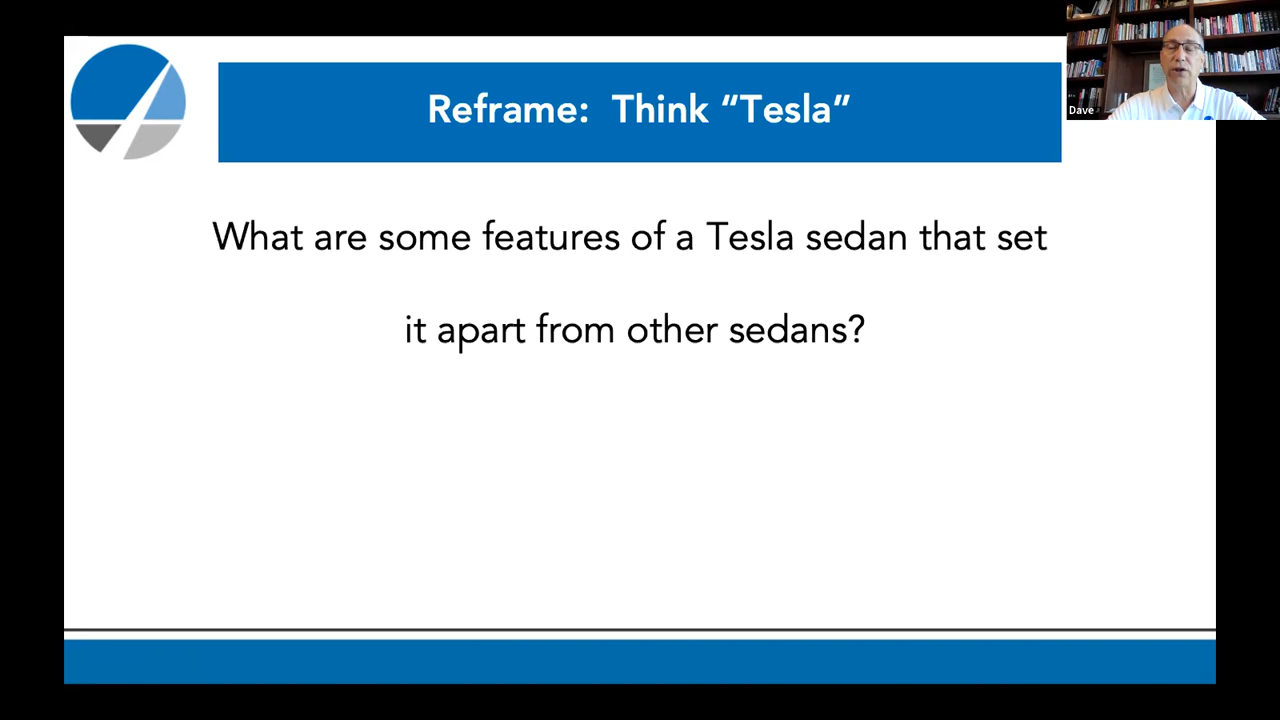 Reframe:  Think “Tesla”
Dave
What are some features of a Tesla sedan that set
it apart from other sedans?